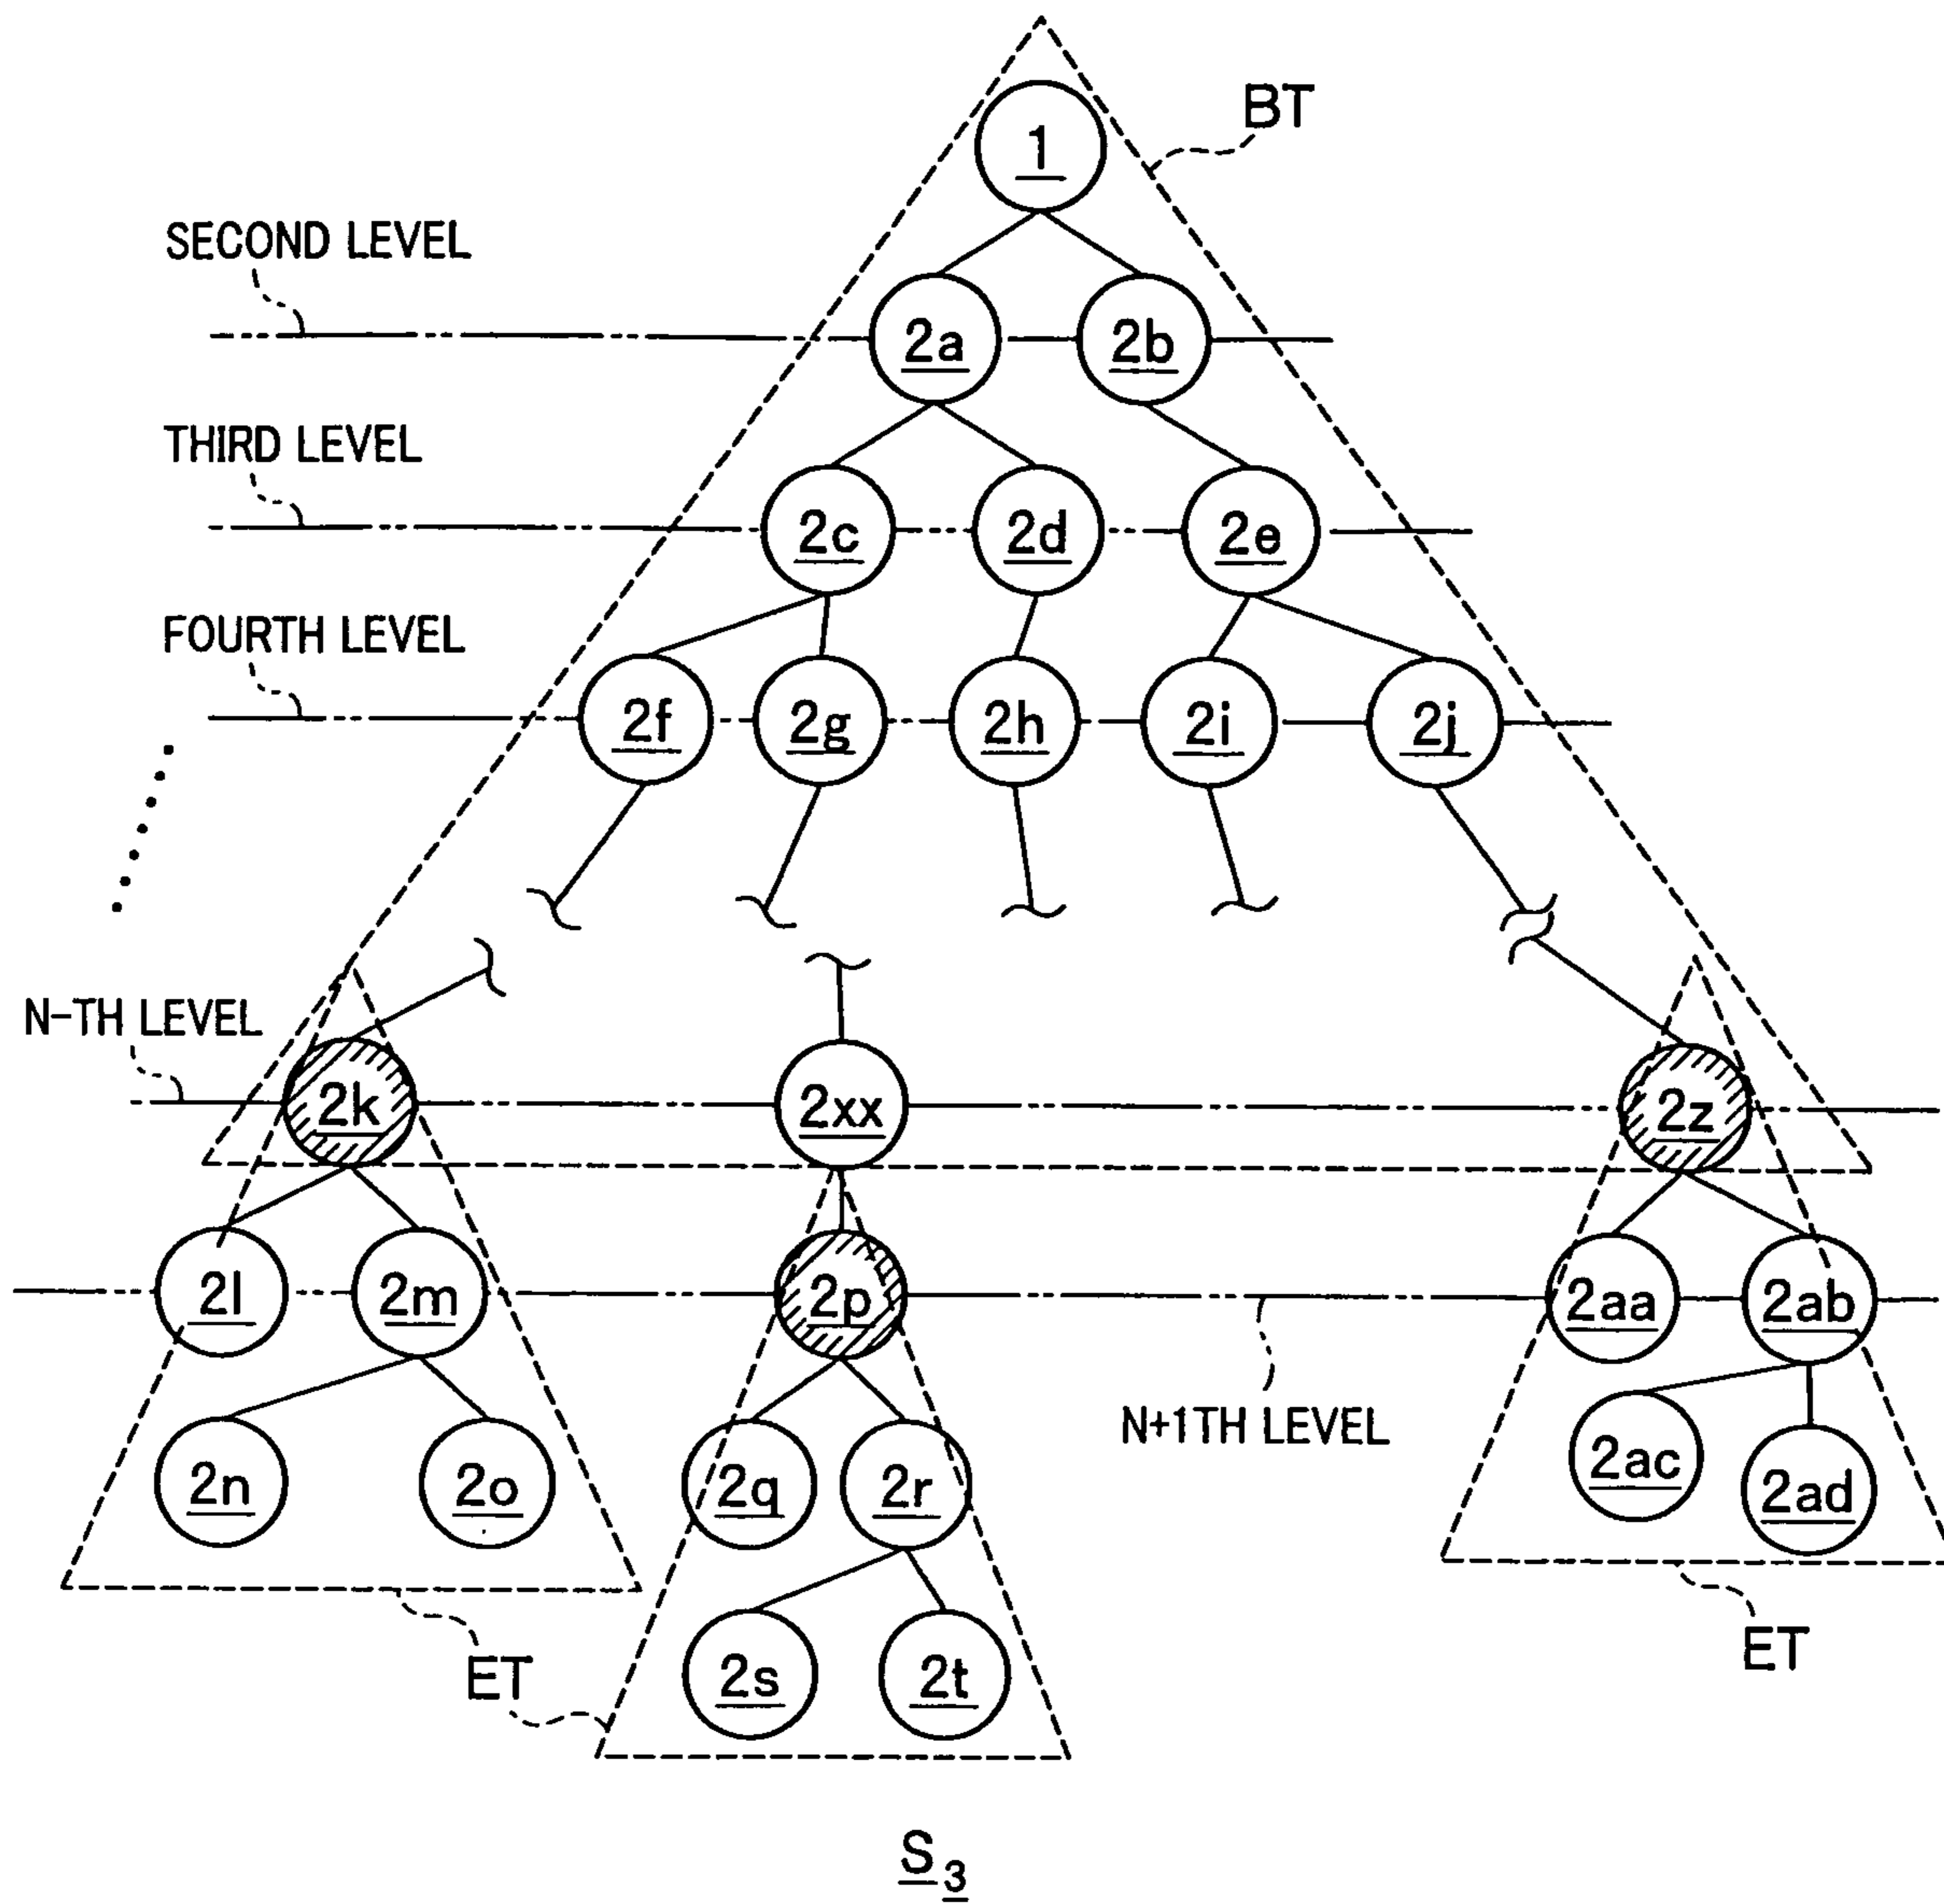 BT
1
SECOND LEVEL
2a 2b
THIRD LEVEL
2c 2d 2e
FOURTH LEVEL
2f 2g 2h 2i 2j
N-TH LEVEL
2k 2xx 2z
2l 2m 2p 2aa 2ab
N+1TH LEVEL
2n 2o 2q 2r 2ac 2ad
ET
ET
2s 2t
S3